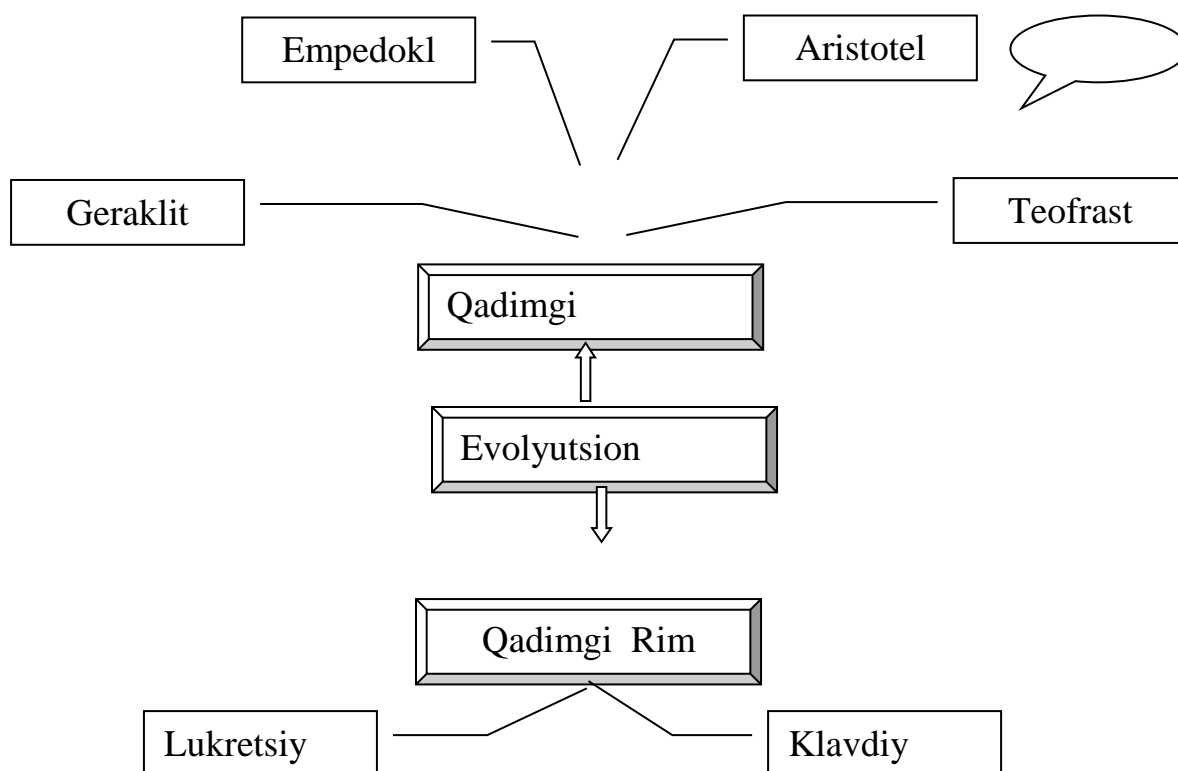 Empedokl
Aristotel
Geraklit
Teofrast
Qadimgi
Evolyutsion
Qadimgi Rim
Lukretsiy
Klavdiy